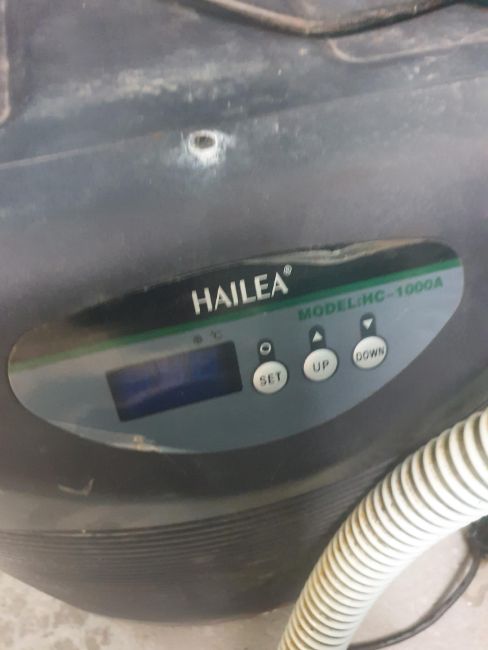 HAILEA®
MODEL:HC-1000A
℃
SET
UP
DOWN